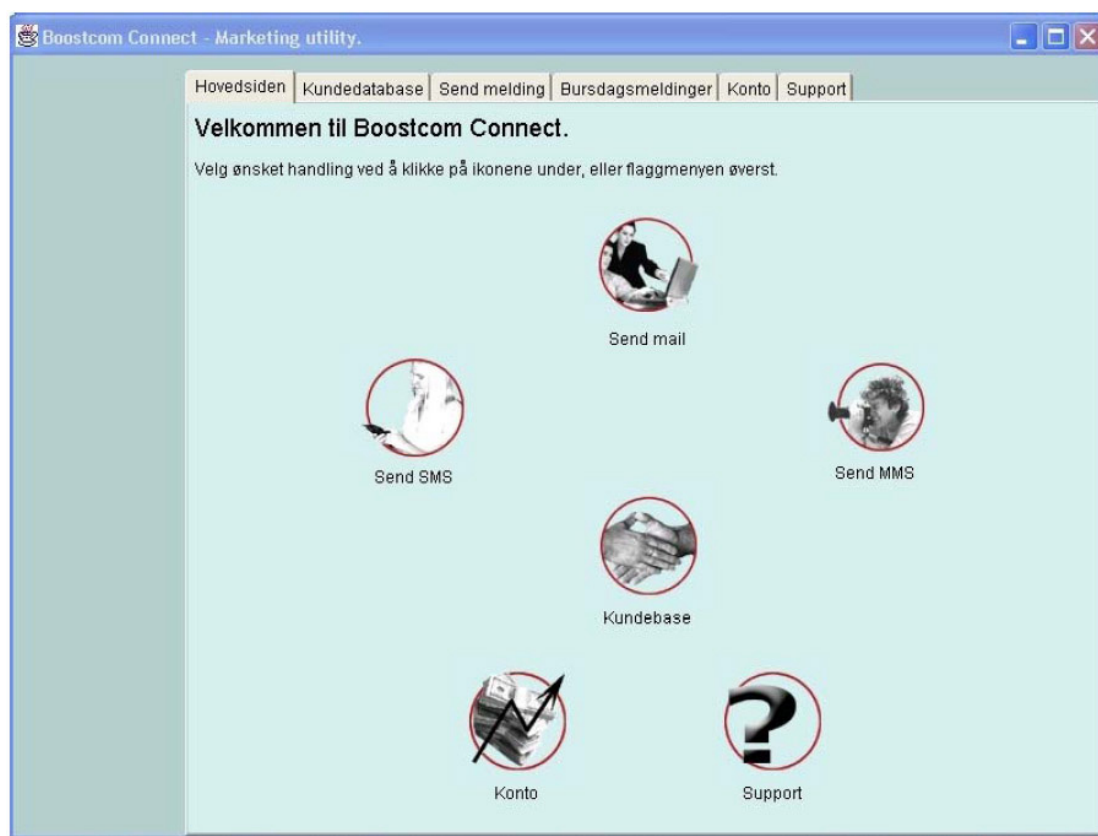 Boostcom Connect - Marketing utility.
Hovedsiden Kundedatabase Send melding Bursdagsmeldinger Konto Support
Velkommen til Boostcom Connect.
Velg ønsket handling ved å klikke på ikonene under, eller flaggmenyen øverst.
Send mail
Send SMS
Send MMS
Kundebase
Konto
Support